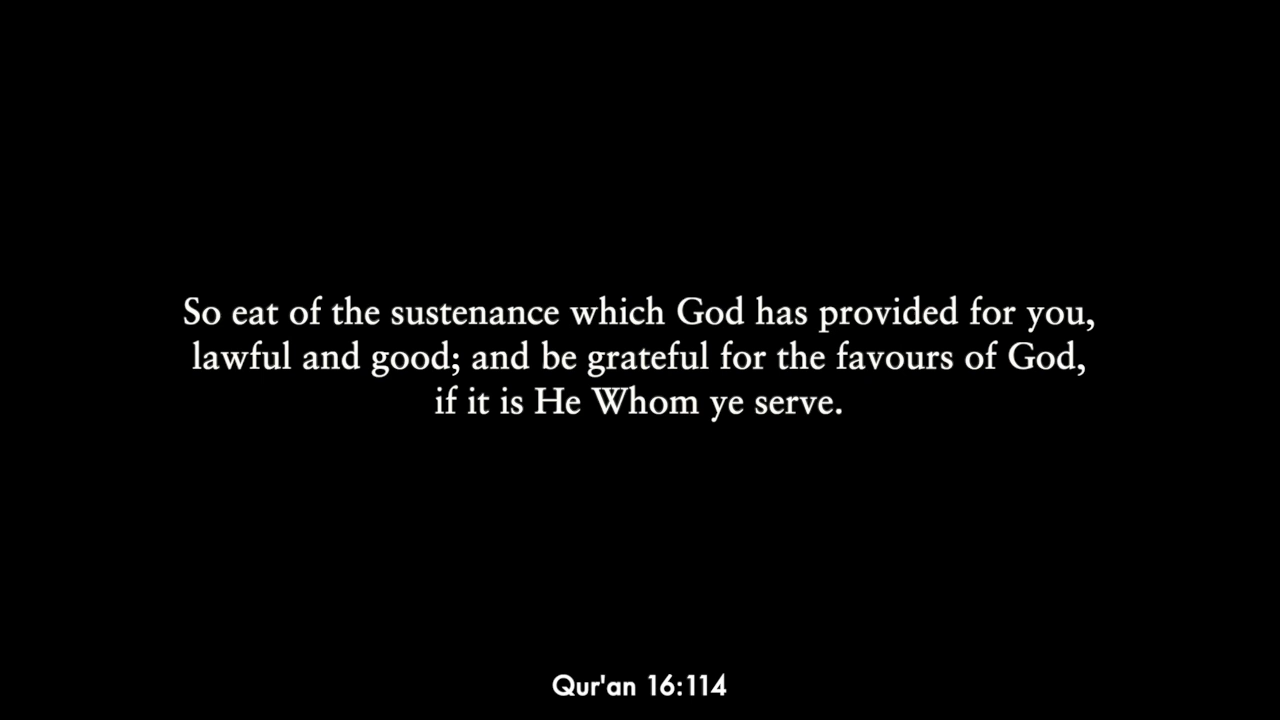 So eat of the sustenance which God has provided for you,
lawful and good; and be grateful for the favours of God,
if it is He Whom ye serve.
Qur'an 16:114